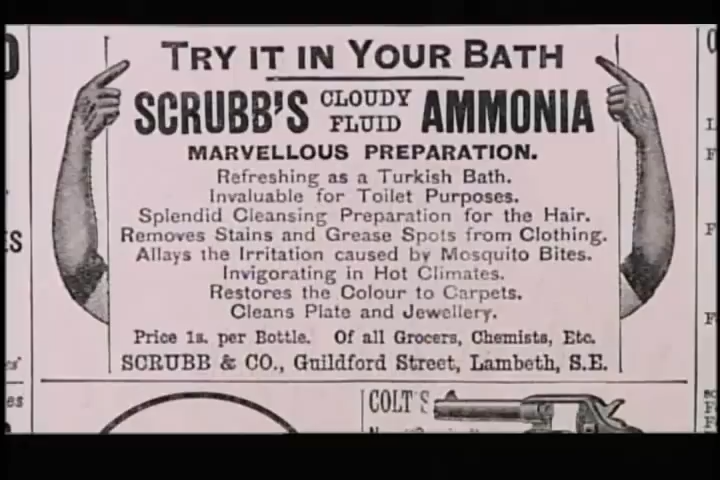 TRY IT IN YOUR BATH
SCRUBB'S CLOUDY FLUID AMMONIA
MARVELLOUS PREPARATION.
Refreshing as a Turkish Bath.
Invaluable for Toilet Purposes.
Splendid Cleansing Preparation for the Hair.
Removes Stains and Grease Spots from Clothing.
Allays the Irritation caused by Mosquito Bites.
Invigorating in Hot Climates.
Restores the Colour to Carpets.
Cleans Plate and Jewellery.
Price 1s. per Bottle. Of all Grocers, Chemists, Etc.
SCRUBB & CO., Guildford Street, Lambeth, S.E.
COLT'S